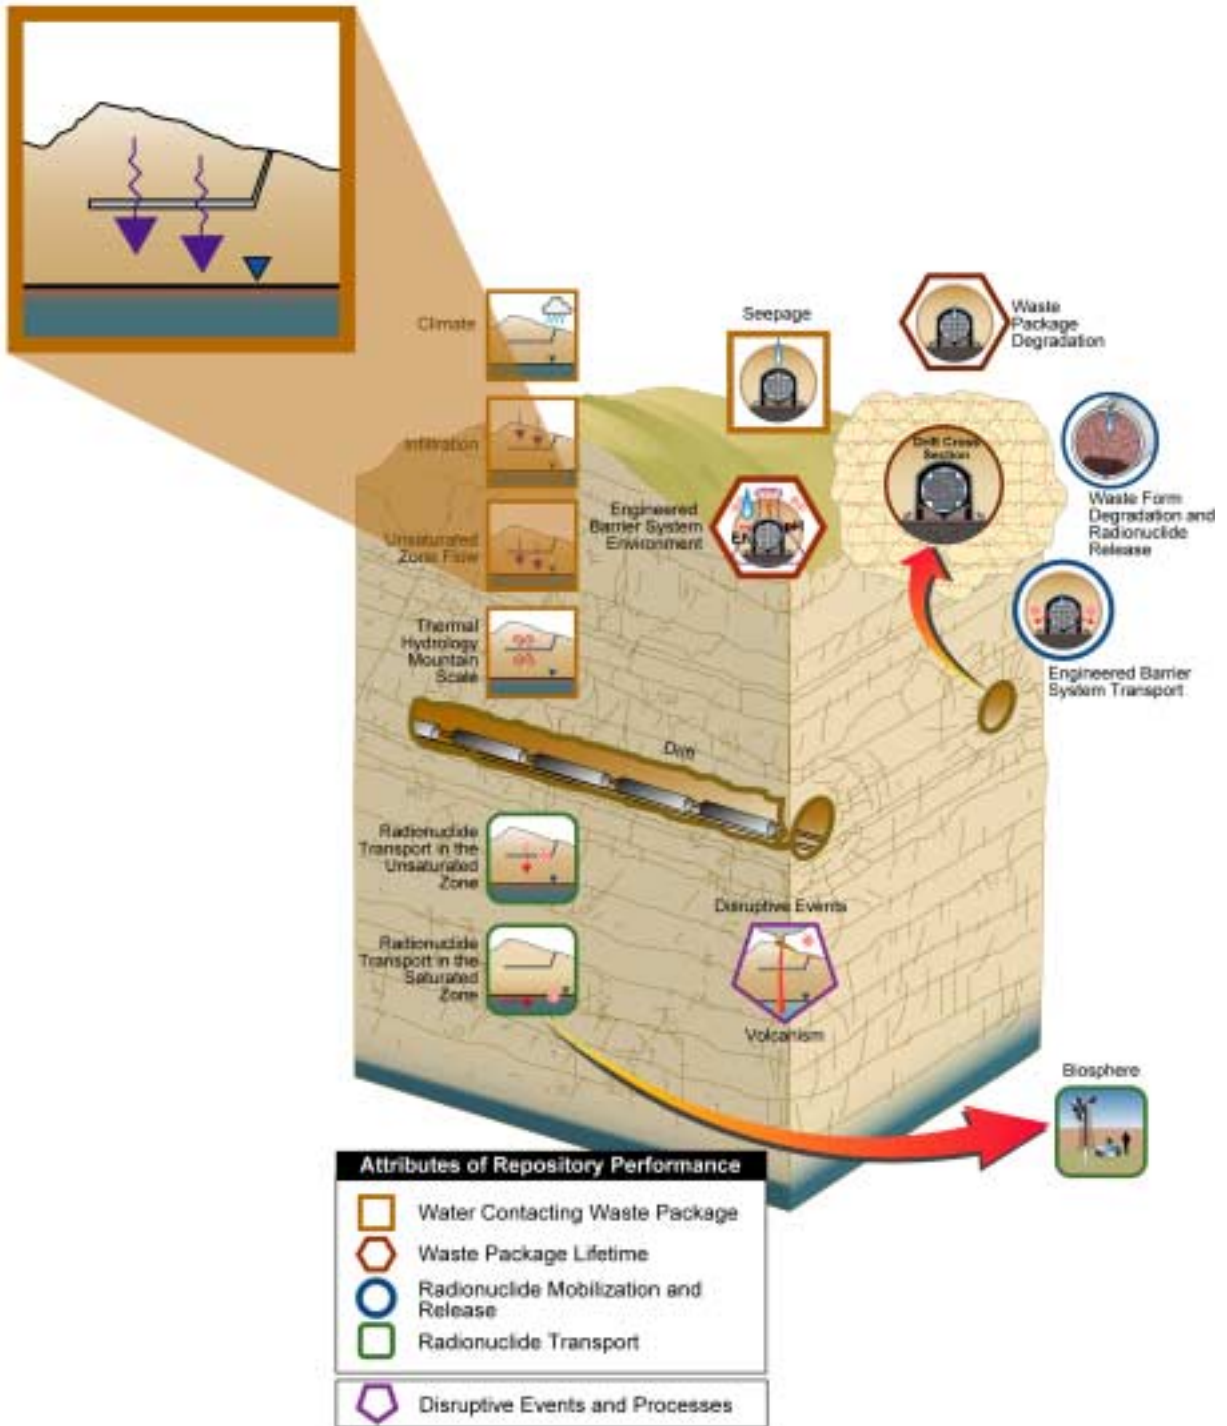 Climate
Seepage
Waste
Package
Degradation
Infiltration
Drift Cross
Section
Engineered
Barrier System
Environment
pH
Waste Form
Degradation and
Radionuclide
Release
Unsaturated
Zone Flow
Thermal
Hydrology
Mountain
Scale
Engineered Barrier
System Transport
Drift
Radionuclide
Transport in the
Unsaturated
Zone
Disruptive Events
Radionuclide
Transport in the
Saturated
Zone
Volcanism
Biosphere
Attributes of Repository Performance
Water Contacting Waste Package
Waste Package Lifetime
Radionuclide Mobilization and
Release
Radionuclide Transport
Disruptive Events and Processes